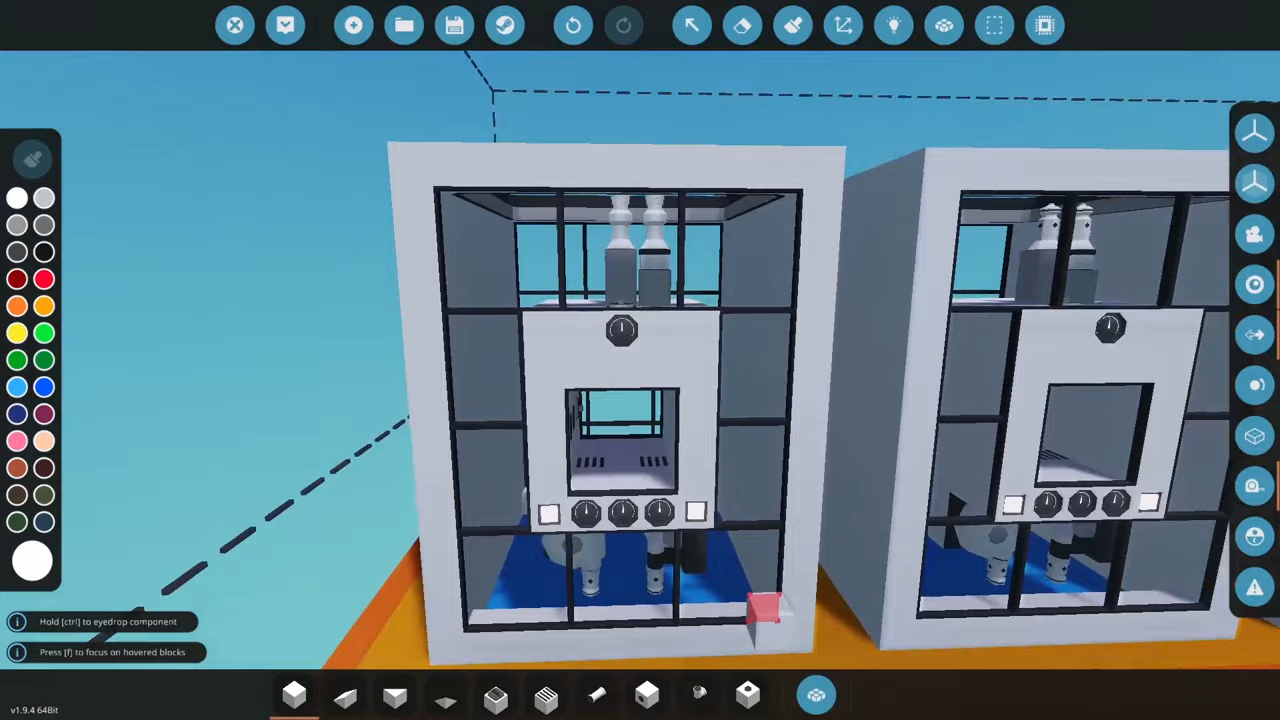 Hold [ctrl] to eyedrop component
Press [f] to focus on hovered blocks
v1.9.4 64Bit